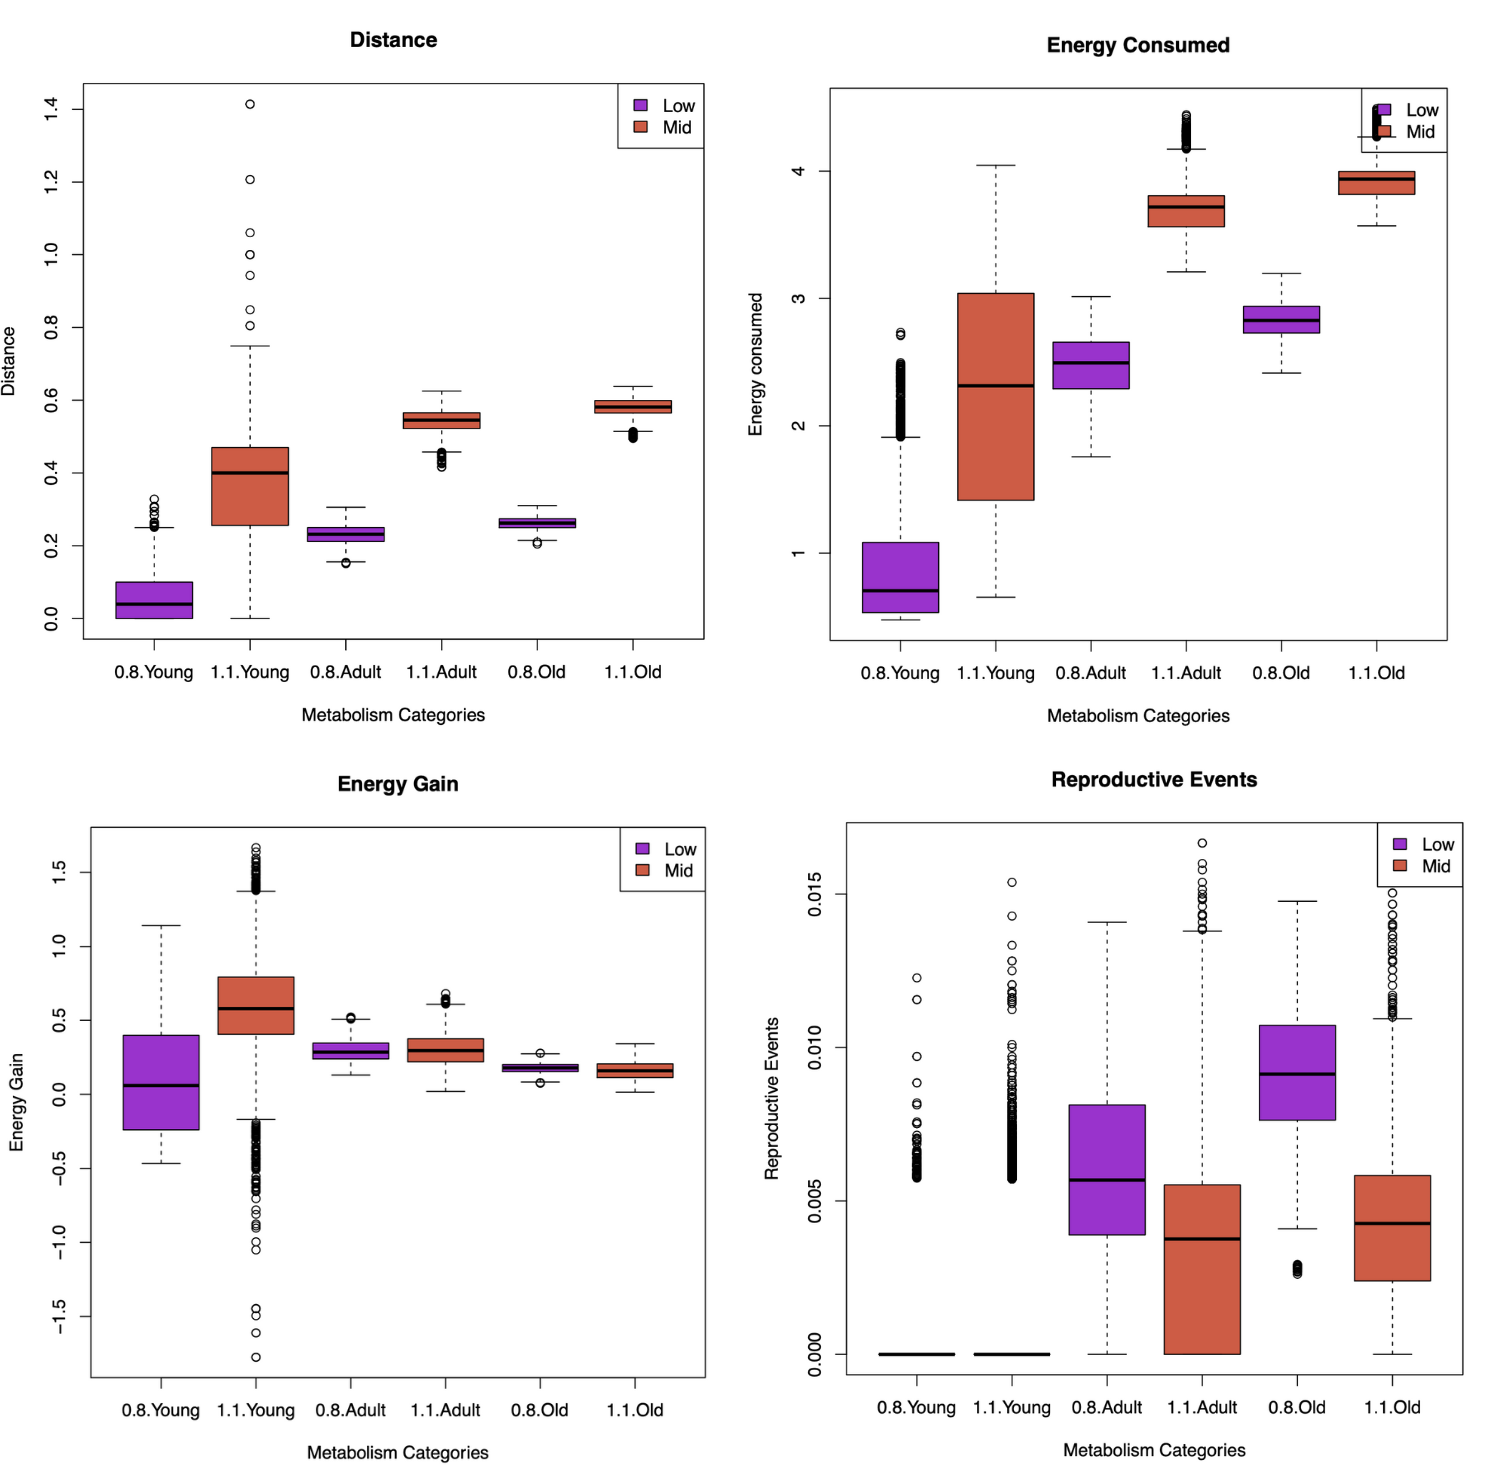 Distance
Low
Mid
Distance
1.4
1.2
1.0
0.8
0.6
0.4
0.2
0.0
0.8.Young 1.1.Young 0.8.Adult 1.1.Adult 0.8.Old 1.1.Old
Metabolism Categories
Energy Consumed
Low
Mid
Energy consumed
4
3
2
1
0.8.Young 1.1.Young 0.8.Adult 1.1.Adult 0.8.Old 1.1.Old
Metabolism Categories
Energy Gain
Low
Mid
Energy Gain
1.5
1.0
0.5
0.0
−0.5
−1.0
−1.5
0.8.Young 1.1.Young 0.8.Adult 1.1.Adult 0.8.Old 1.1.Old
Metabolism Categories
Reproductive Events
Low
Mid
Reproductive Events
0.015
0.010
0.005
0.000
0.8.Young 1.1.Young 0.8.Adult 1.1.Adult 0.8.Old 1.1.Old
Metabolism Categories